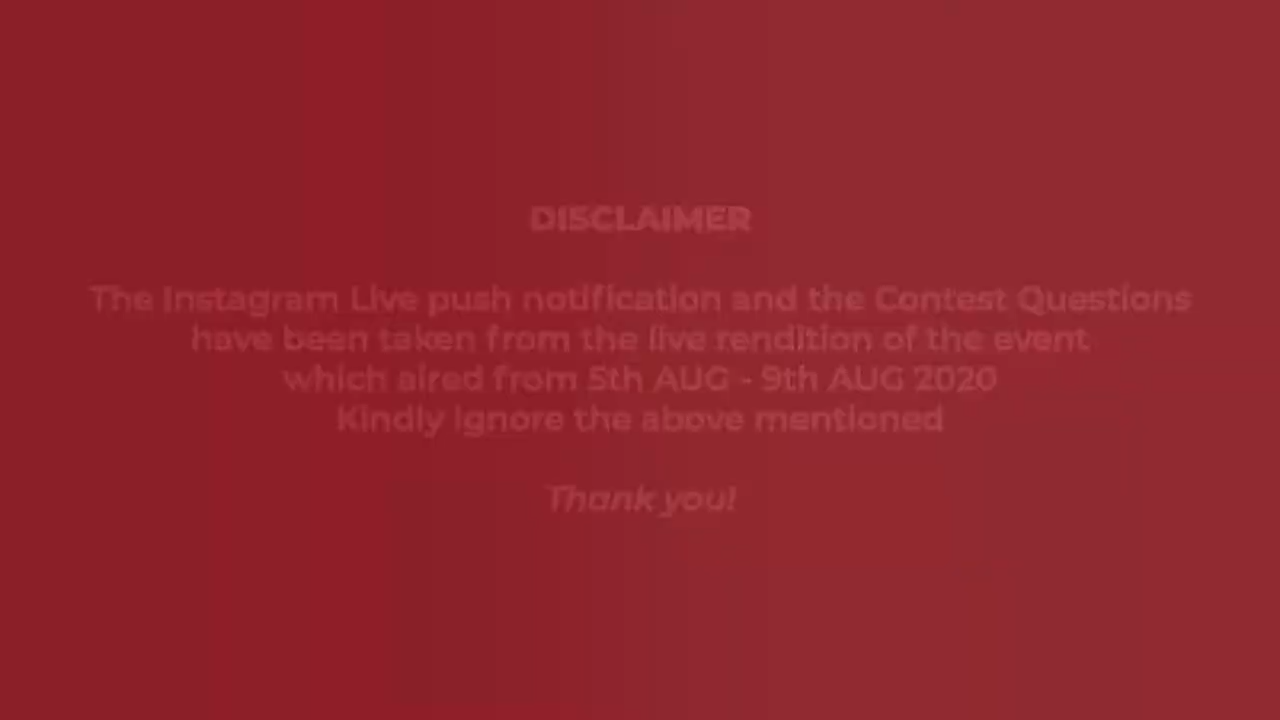 DISCLAIMER
The Instagram Live push notification and the Contest Questions
have been taken from the live rendition of the event
which aired from 5th AUG - 9th AUG 2020
Kindly Ignore the above mentioned
Thank you!